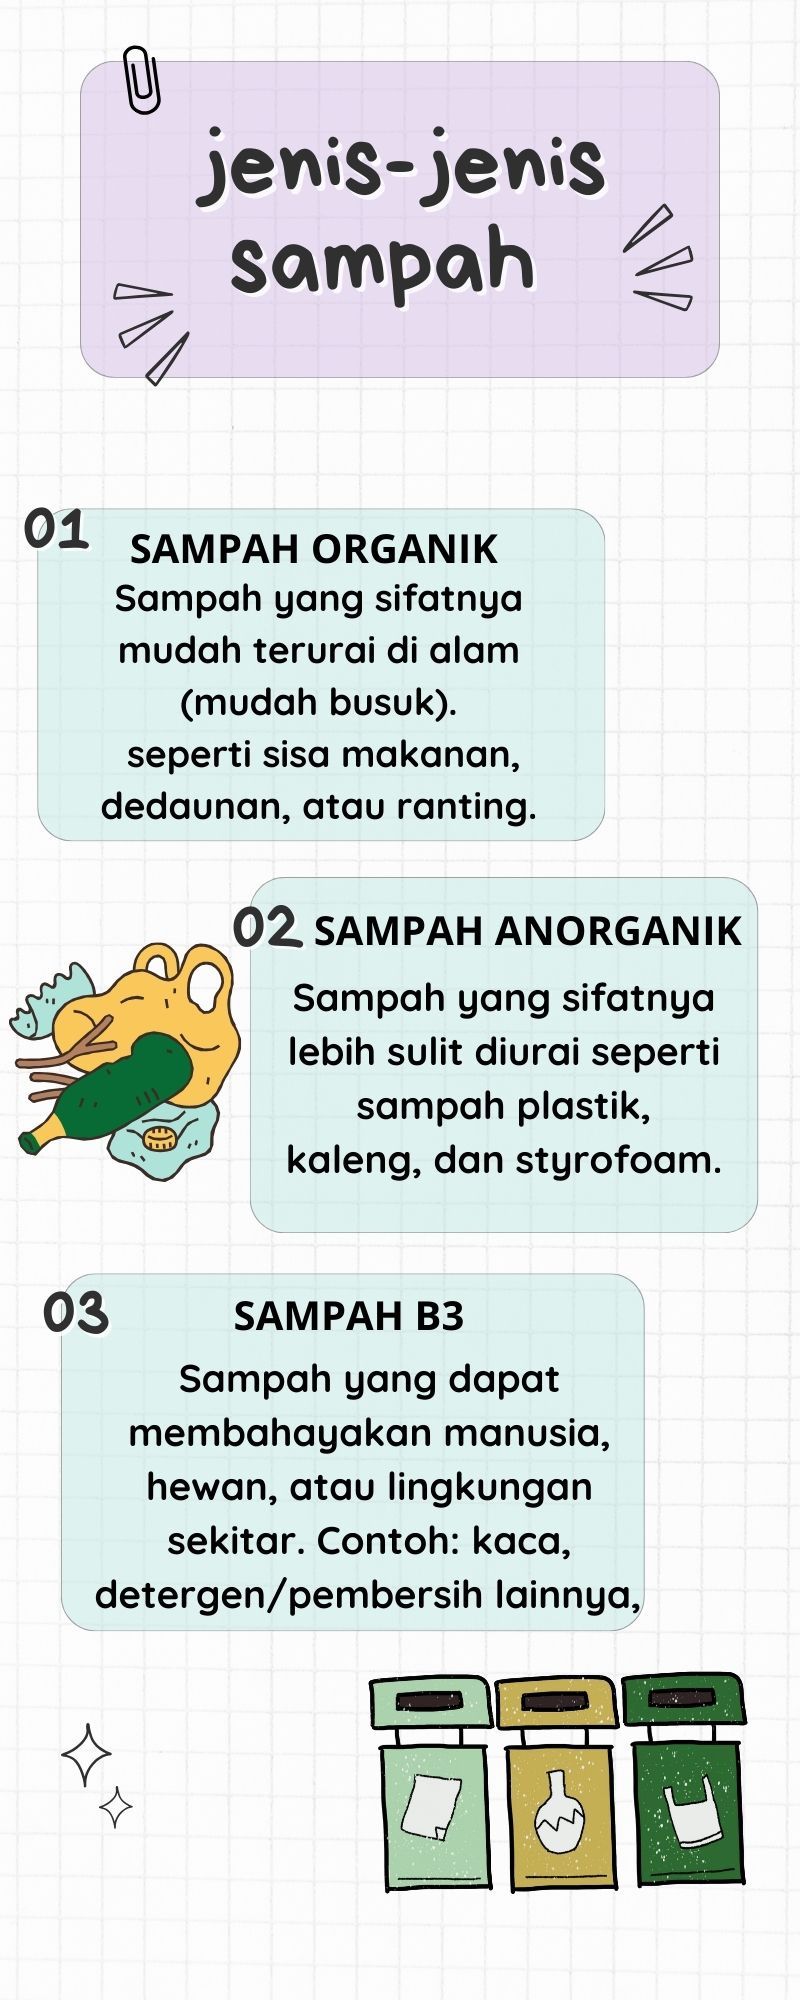 jenis-jenis
sampah
01
SAMPAH ORGANIK
Sampah yang sifatnya
mudah terurai di alam
(mudah busuk).
seperti sisa makanan,
dedaunan, atau ranting.
02
SAMPAH ANORGANIK
Sampah yang sifatnya
lebih sulit diurai seperti
sampah plastik,
kaleng, dan styrofoam.
03
SAMPAH B3
Sampah yang dapat
membahayakan manusia,
hewan, atau lingkungan
sekitar. Contoh: kaca,
detergen/pembersih lainnya,